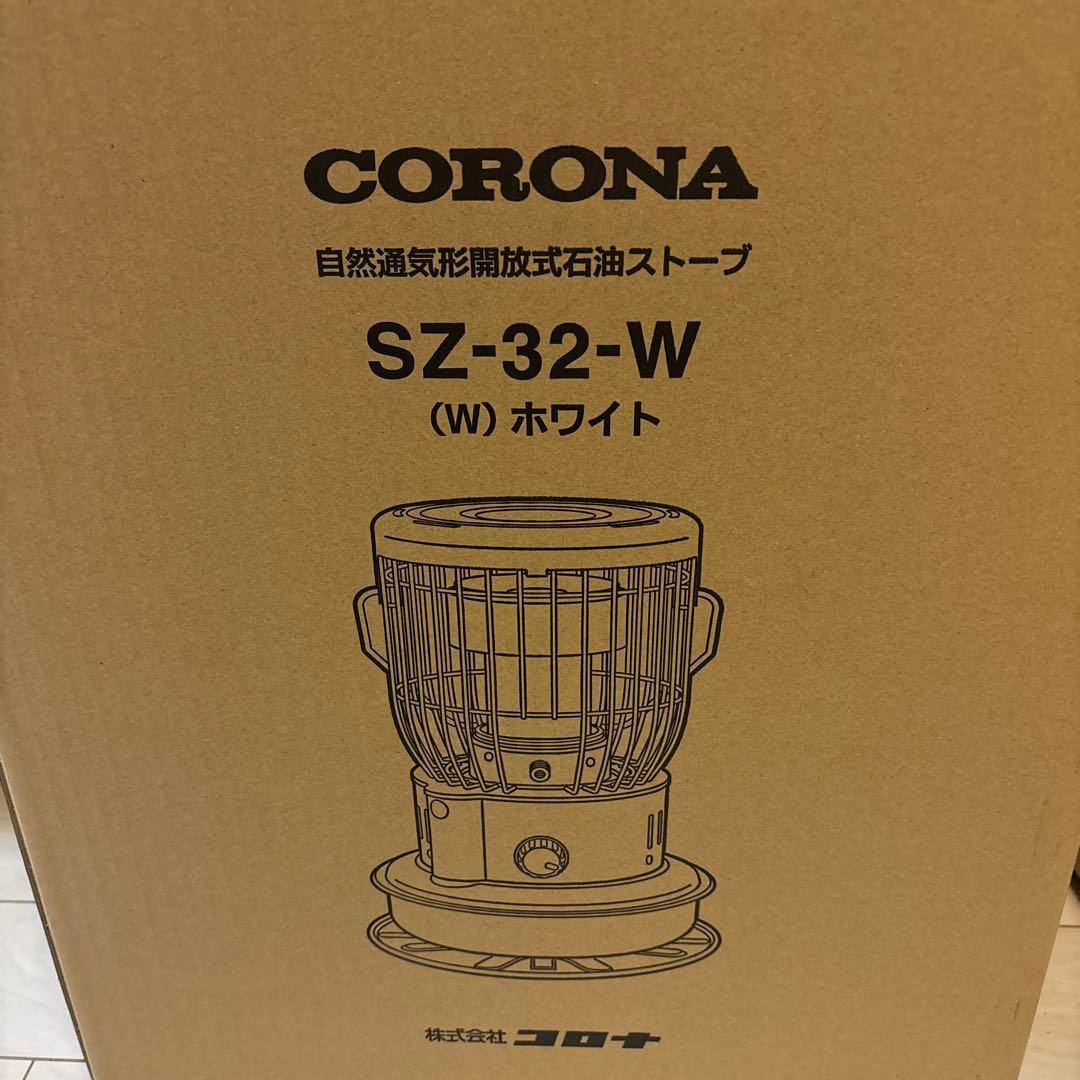 CORONA
自然通気形開放式石油ストーブ
SZ-32-W
（W）ホワイト
株式会社 コロナ